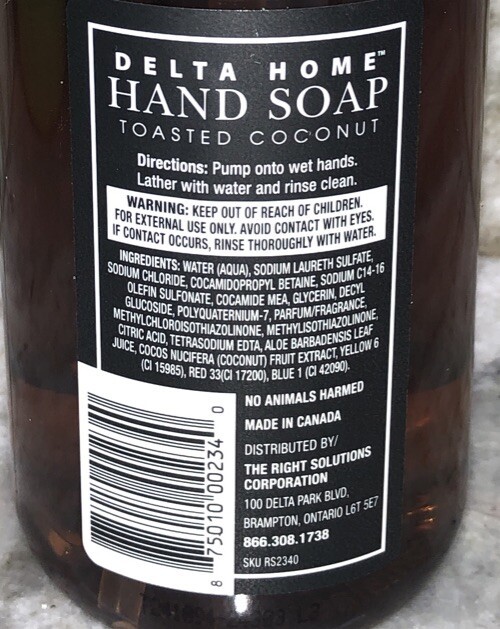 DELTA HOME™
HAND SOAP
TOASTED COCONUT
Directions: Pump onto wet hands.
Lather with water and rinse clean.
WARNING: KEEP OUT OF REACH OF CHILDREN.
FOR EXTERNAL USE ONLY. AVOID CONTACT WITH EYES.
IF CONTACT OCCURS, RINSE THOROUGHLY WITH WATER.
INGREDIENTS: WATER (AQUA), SODIUM LAURETH SULFATE,
SODIUM CHLORIDE, COCAMIDOPROPYL BETAINE, SODIUM C14-16
OLEFIN SULFONATE, COCAMIDE MEA, GLYCERIN, DECYL
GLUCOSIDE, POLYQUATERNIUM-7, PARFUM/FRAGRANCE,
METHYLCHLOROISOTHIAZOLINONE, METHYLISOTHIAZOLINONE,
CITRIC ACID, TETRASODIUM EDTA, ALOE BARBADENSIS LEAF
JUICE, COCOS NUCIFERA (COCONUT) FRUIT EXTRACT, YELLOW 6
(CI 15985), RED 33(CI 17200), BLUE 1 (CI 42090).
NO ANIMALS HARMED
MADE IN CANADA
DISTRIBUTED BY/
THE RIGHT SOLUTIONS
CORPORATION
100 DELTA PARK BLVD,
BRAMPTON, ONTARIO L6T 5E7
866.308.1738
SKU RS2340
8 75010 00234 0